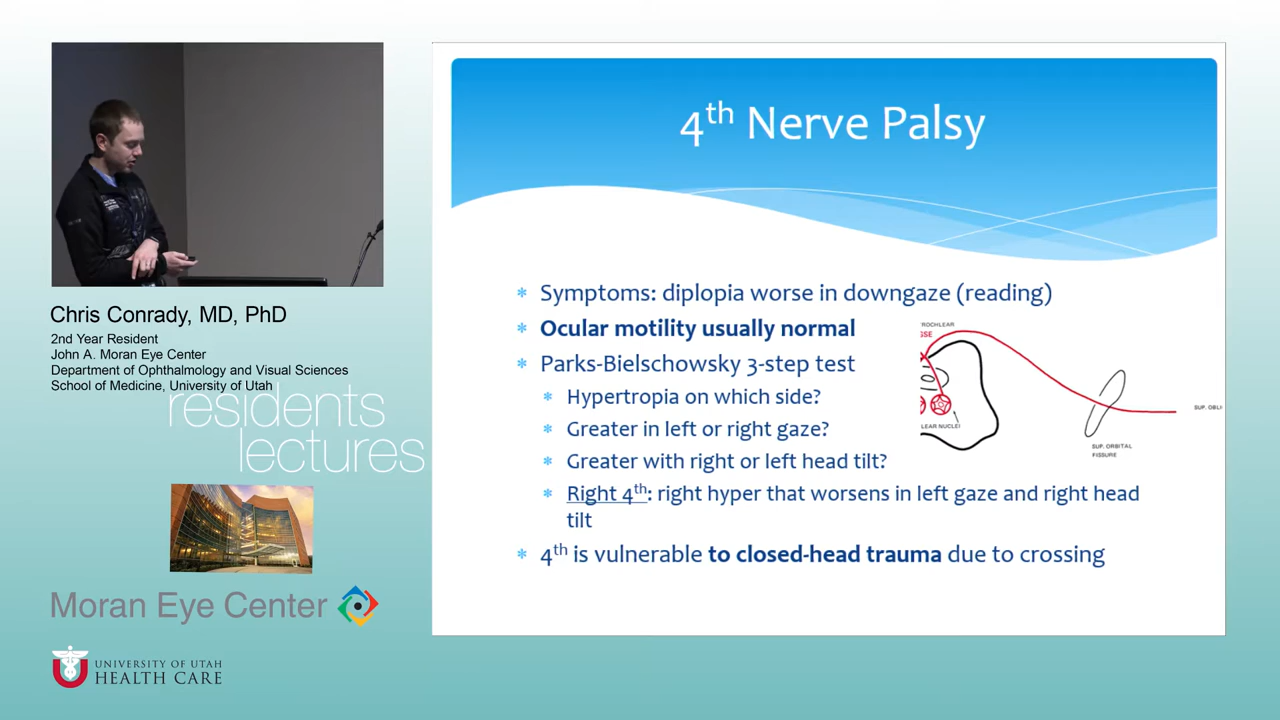 4th Nerve Palsy
Symptoms: diplopia worse in downgaze (reading)
Ocular motility usually normal
Parks-Bielschowsky 3-step test
Hypertropia on which side?
Greater in left or right gaze?
Greater with right or left head tilt?
Right 4th: right hyper that worsens in left gaze and right head
tilt
4th is vulnerable to closed-head trauma due to crossing
SUP. ORBITAL
FISSURE
Chris Conrady, MD, PhD
2nd Year Resident
John A. Moran Eye Center
Department of Ophthalmology and Visual Sciences
School of Medicine, University of Utah
residents
lectures
Moran Eye Center
UNIVERSITY OF UTAH
HEALTH CARE